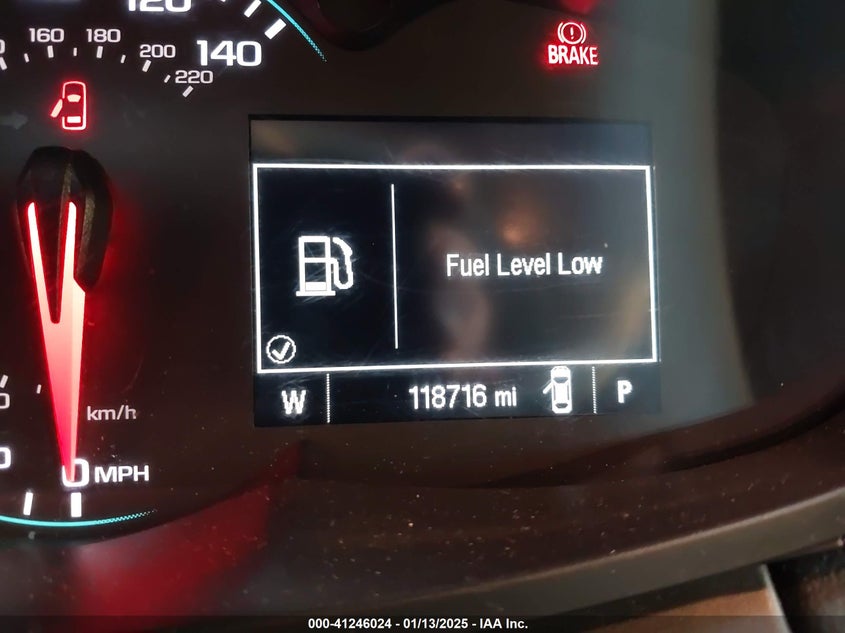 120
160
180
200
140
220
BRAKE
Fuel Level Low
W
118716 mi
P
km/h
0 MPH
000-41246024 - 01/13/2025 - IAA Inc.